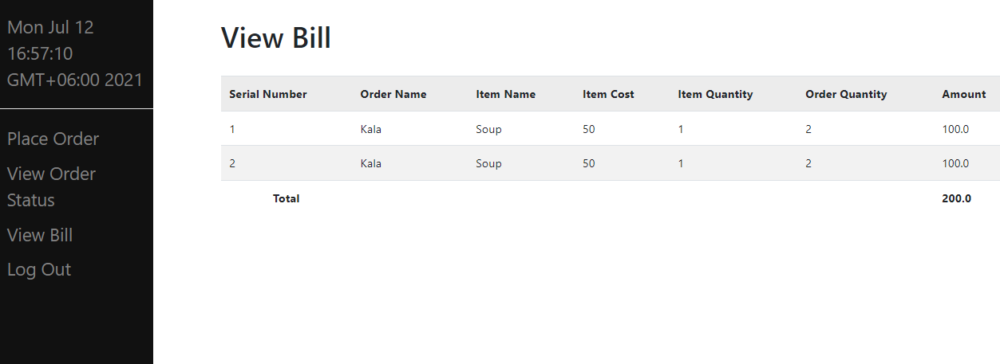 Mon Jul 12
16:57:10
GMT+06:00 2021
Place Order
View Order
Status
View Bill
Log Out
View Bill
Serial Number Order Name Item Name Item Cost Item Quantity Order Quantity Amount
1 Kala Soup 50 1 2 100.0
2 Kala Soup 50 1 2 100.0
Total 200.0